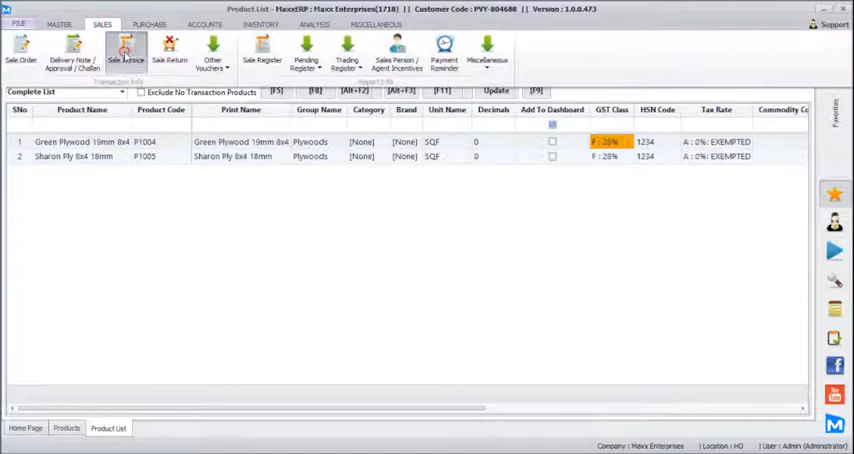 Product List - MaxxERP: Maxx Enterprises(1718) || Customer Code : PVY-804688 || Version : 1.0.0.473
FILE MASTER SALES PURCHASE ACCOUNTS INVENTORY ANALYSIS MISCELLANEOUS Support
Sale Order Delivery Note / Approval / Challan Sale Invoice Sale Return Other Vouchers Sale Register Pending Register Trading Register Sales Person / Agent Incentives Payment Reminder Miscellaneous
Transaction Info Report Info
Complete List Exclude No Transaction Products [F5] [F8] [Alt+F2] [Alt+F3] [F11] Update [F9]
SNo Product Name Product Code Print Name Group Name Category Brand Unit Name Decimals Add To Dashboard GST Class HSN Code Tax Rate Commodity Co
1 Green Plywood 19mm 8x4 P1004 Green Plywood 19mm 8x4 Plywoods [None] [None] SQF 0 F : 28% 1234 A : 0%: EXEMPTED
2 Sharon Ply 8x4 18mm P1005 Sharon Ply 8x4 18mm Plywoods [None] [None] SQF 0 F : 28% 1234 A : 0%: EXEMPTED
Favorites
Home Page Products Product List
Company : Maxx Enterprises | Location : HO | User : Admin (Administrator)